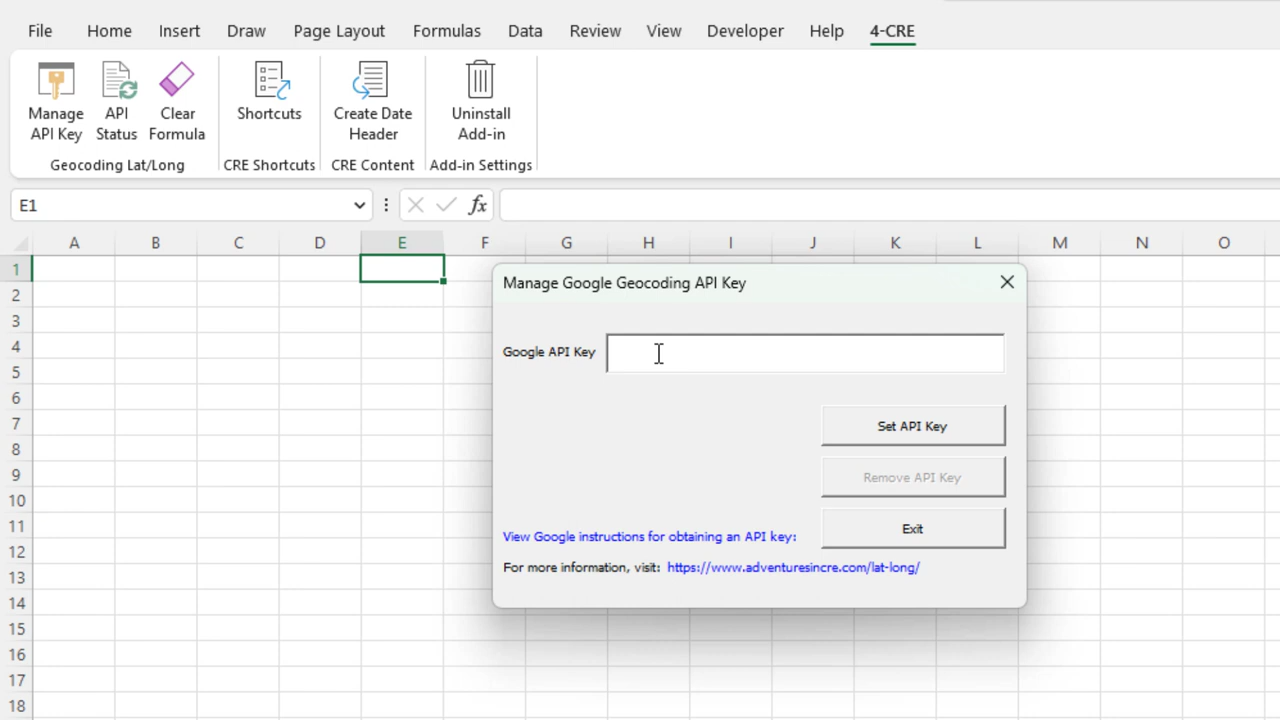 File Home Insert Draw Page Layout Formulas Data Review View Developer Help 4-CRE
Manage API Key
API Status
Clear Formula
Shortcuts
Create Date Header
Uninstall Add-in
Geocoding Lat/Long CRE Shortcuts CRE Content Add-in Settings
E1 fx
A B C D E F G H I J K L M N O
1
2
3
4
5
6
7
8
9
10
11
12
13
14
15
16
17
18
Manage Google Geocoding API Key
Google API Key
Set API Key
Remove API Key
Exit
View Google instructions for obtaining an API key:
For more information, visit: https://www.adventuresincre.com/lat-long/